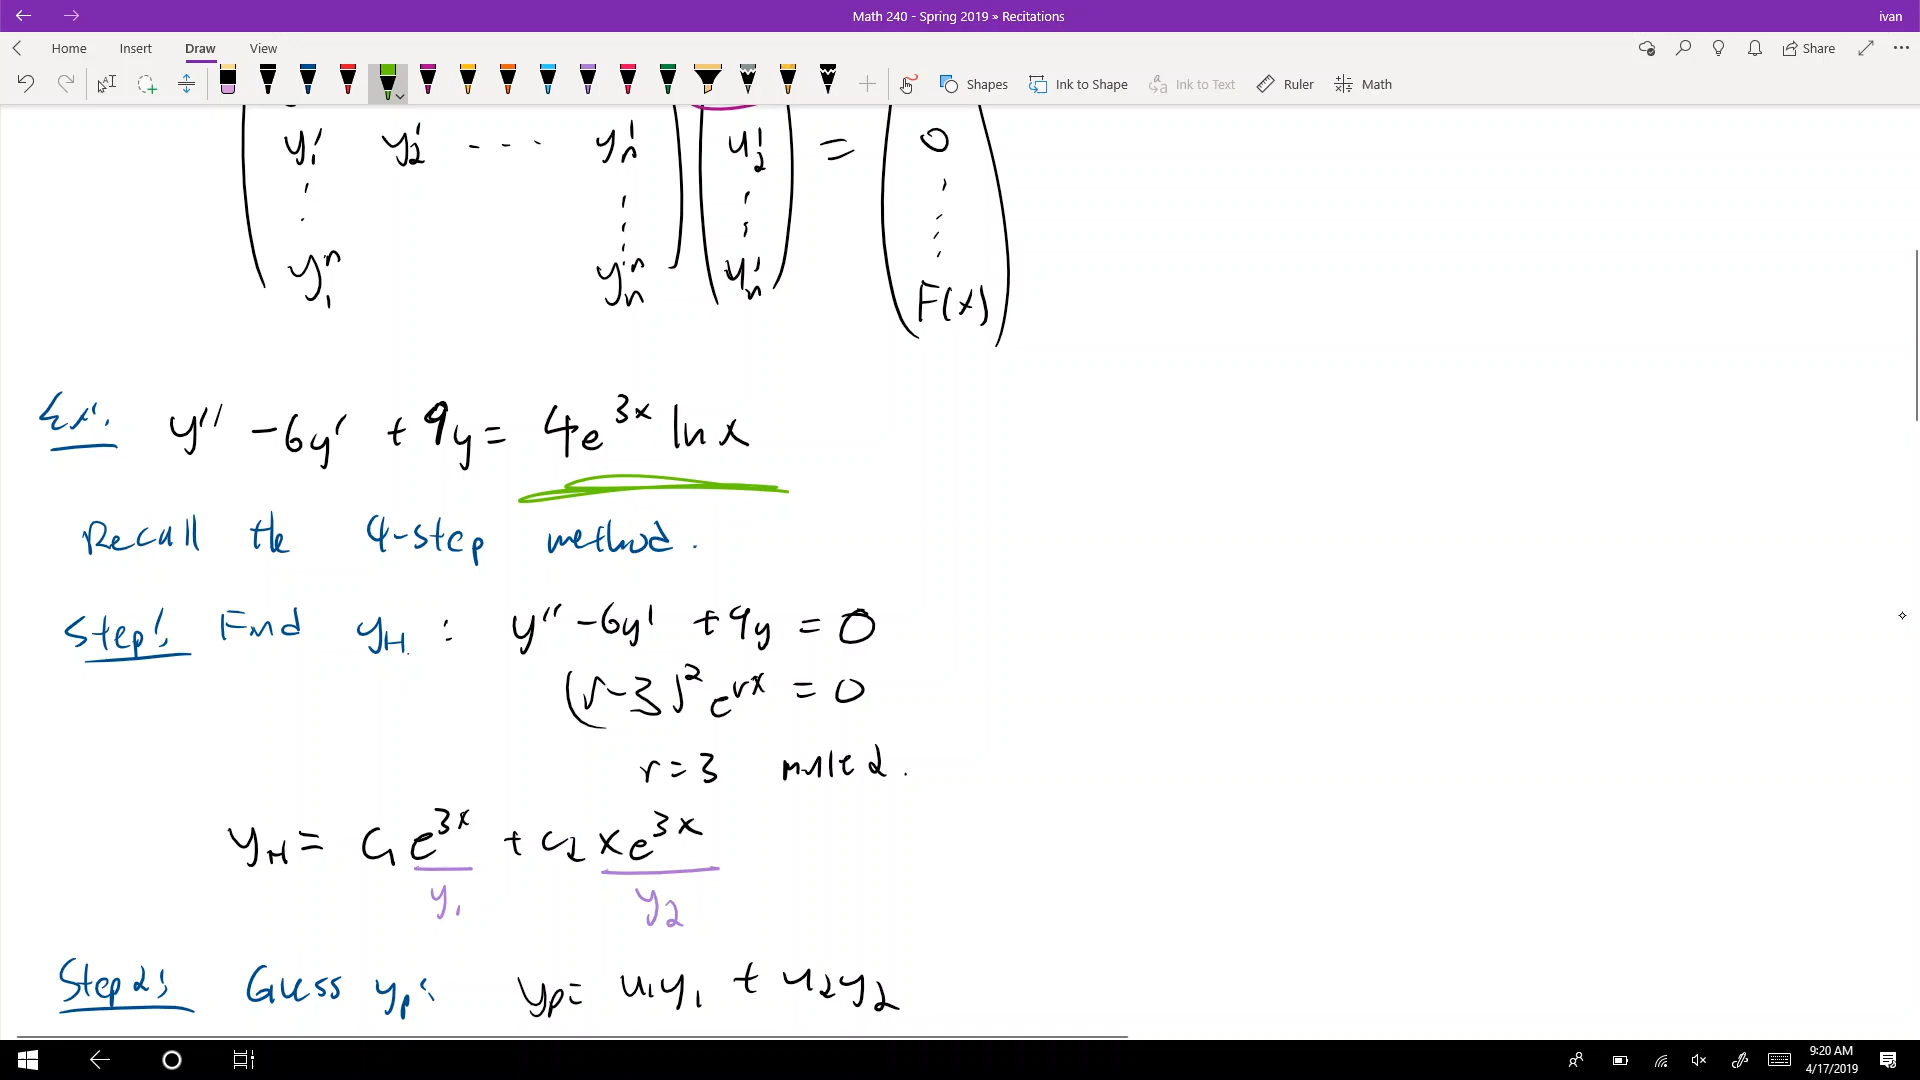 Math 240 - Spring 2019 » Recitations
ivan
Home Insert Draw View
Share
Shapes Ink to Shape Ink to Text Ruler Math
y₁' y₂' --- yₙ' u₂' = 0
⋮ ⋮ ⋮ ⋮
y₁ⁿ yₙⁿ uₙ' F(x)
Ex: y'' - 6y' + 9y = 4e^{3x} ln x
Recall the 4-step method.
Step 1: Find y_H : y'' - 6y' + 9y = 0
(r-3)² e^{rx} = 0
r = 3 mult 2.
y_H = C₁ e^{3x} + C₂ x e^{3x}
y₁ y₂
Step 2: Guess y_p: y_p = u₁y₁ + u₂y₂
9:20 AM
4/17/2019